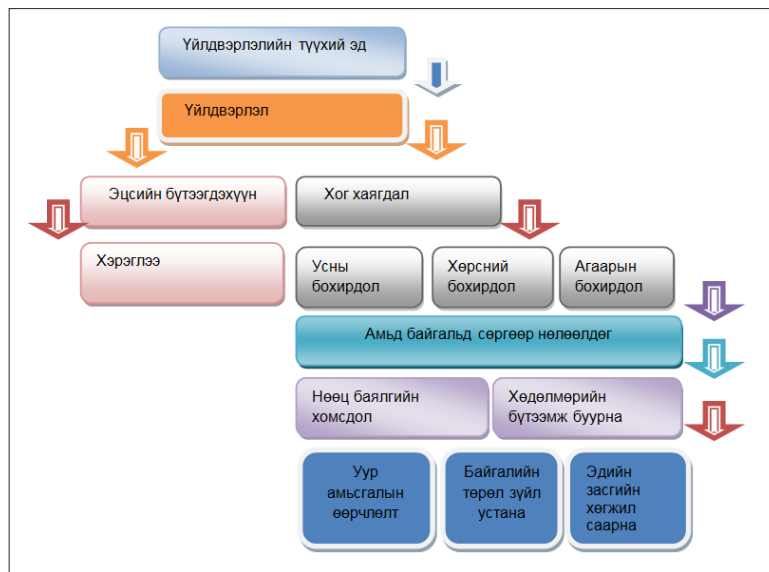 Үйлдвэрлэлийн түүхий эд
Үйлдвэрлэл
Эцсийн бүтээгдэхүүн
Хог хаягдал
Хэрэглээ
Усны
бохирдол
Хөрсний
бохирдол
Агаарын
бохирдол
Амьд байгальд сөргөөр нөлөөлдөг
Нөөц баялгийн
хомсдол
Хөдөлмөрийн
бүтээмж буурна
Уур
амьсгалын
өөрчлөлт
Байгалийн
төрөл зүйл
устана
Эдийн
засгийн
хөгжил
саарна